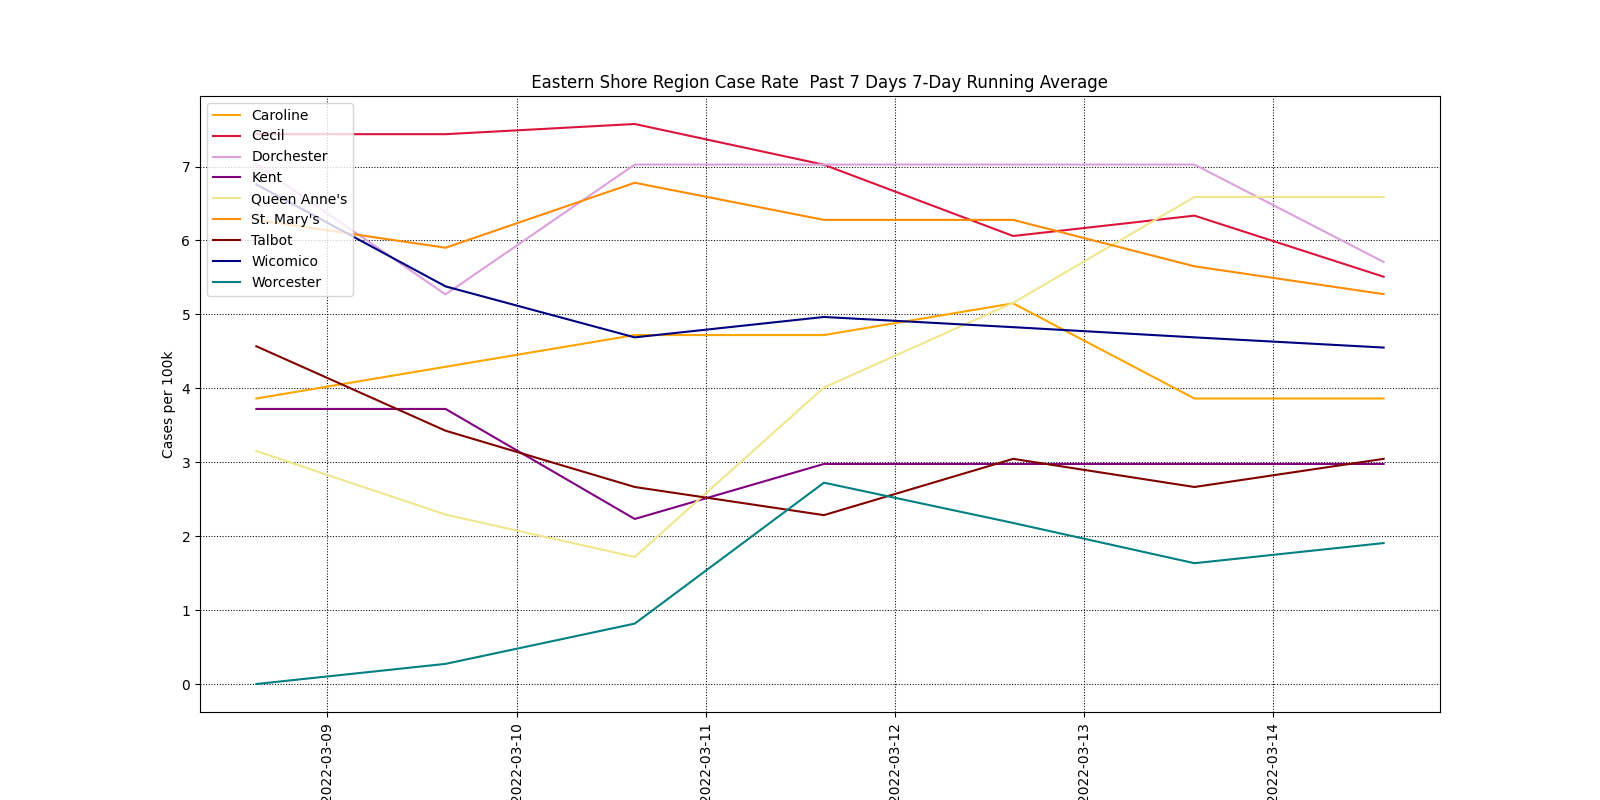 Eastern Shore Region Case Rate  Past 7 Days 7-Day Running Average
Caroline
Cecil
Dorchester
Kent
Queen Anne's
St. Mary's
Talbot
Wicomico
Worcester
Cases per 100k
7
6
5
4
3
2
1
0
2022-03-09
2022-03-10
2022-03-11
2022-03-12
2022-03-13
2022-03-14